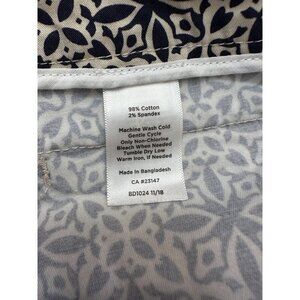 98% Cotton
2% Spandex
Machine Wash Cold
Gentle Cycle
Only Non-Chlorine
Bleach When Needed
Tumble Dry Low
Warm Iron, If Needed
Made In Bangladesh
CA #23147
BD1024 11/18